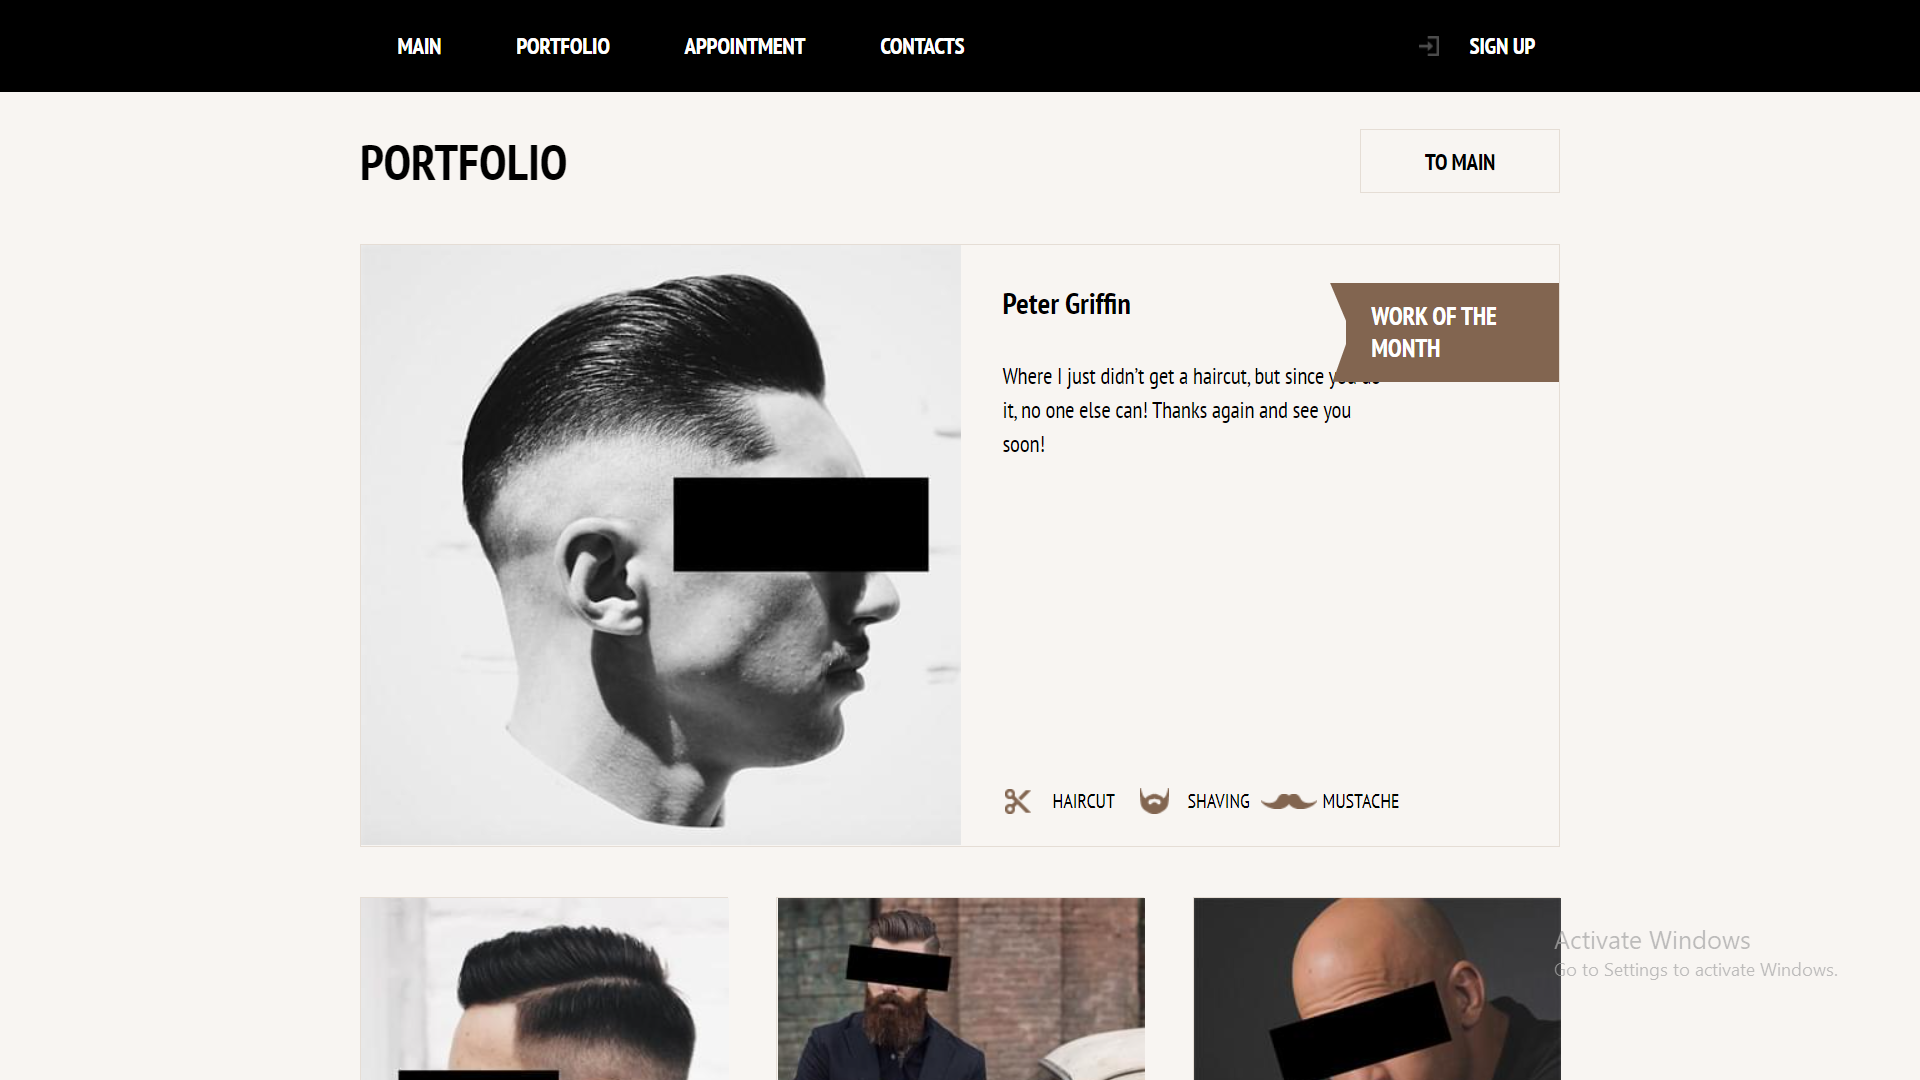 MAIN PORTFOLIO APPOINTMENT CONTACTS SIGN UP
PORTFOLIO
TO MAIN
Peter Griffin
WORK OF THE
MONTH
Where I just didn't get a haircut, but since you do
it, no one else can! Thanks again and see you
soon!
HAIRCUT SHAVING MUSTACHE
Activate Windows
Go to Settings to activate Windows.